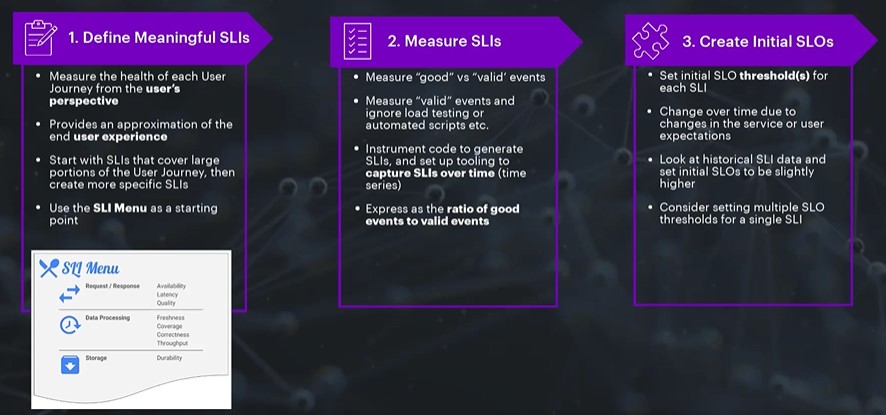 1. Define Meaningful SLIs
• Measure the health of each User
Journey from the user's
perspective
• Provides an approximation of the
end user experience
• Start with SLIs that cover large
portions of the User Journey, then
create more specific SLIs
• Use the SLI Menu as a starting
point
SLI Menu
Request / Response
Availability
Latency
Quality
Data Processing
Freshness
Coverage
Correctness
Throughput
Storage
Durability
2. Measure SLIs
• Measure "good" vs "valid' events
• Measure "valid" events and
ignore load testing or
automated scripts etc.
• Instrument code to generate
SLIs, and set up tooling to
capture SLIs over time (time
series)
• Express as the ratio of good
events to valid events
3. Create Initial SLOs
• Set initial SLO threshold(s) for
each SLI
• Change over time due to
changes in the service or user
expectations
• Look at historical SLI data and
set initial SLOs to be slightly
higher
• Consider setting multiple SLO
thresholds for a single SLI